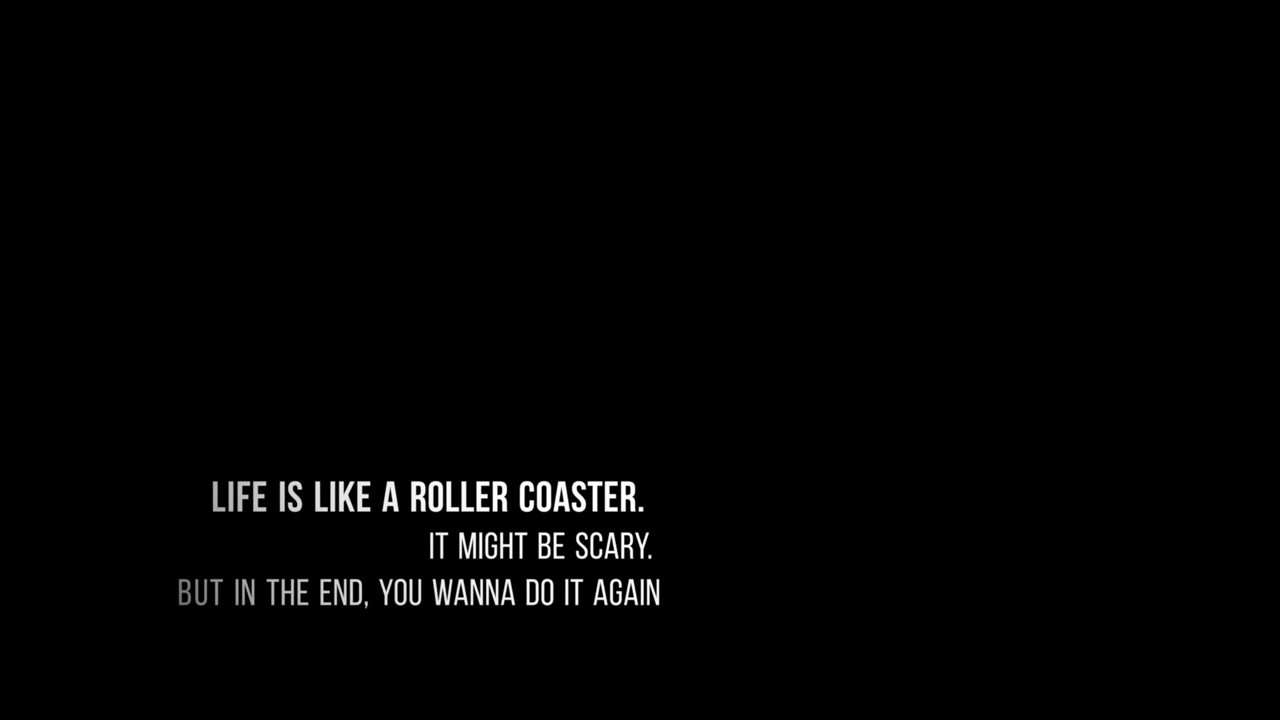 LIFE IS LIKE A ROLLER COASTER.
IT MIGHT BE SCARY.
BUT IN THE END, YOU WANNA DO IT AGAIN